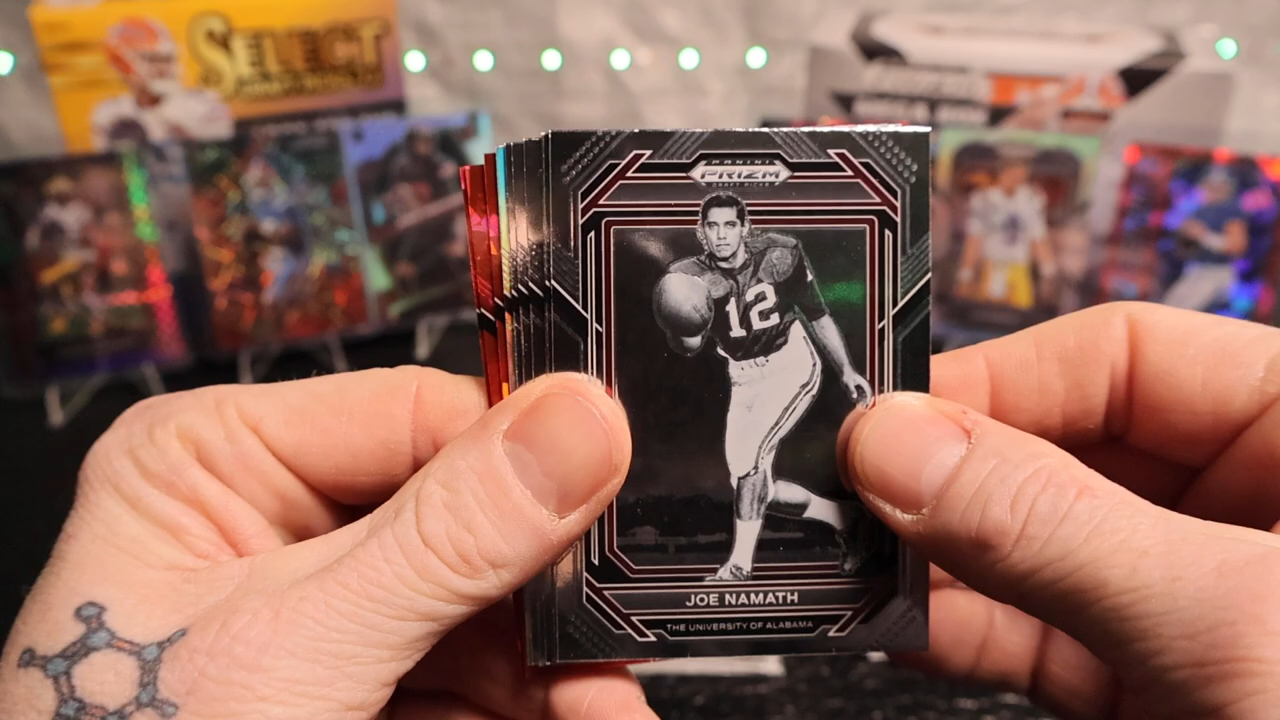 SELECT
PANINI
PRIZM
DRAFT PICKS
12
JOE NAMATH
THE UNIVERSITY OF ALABAMA